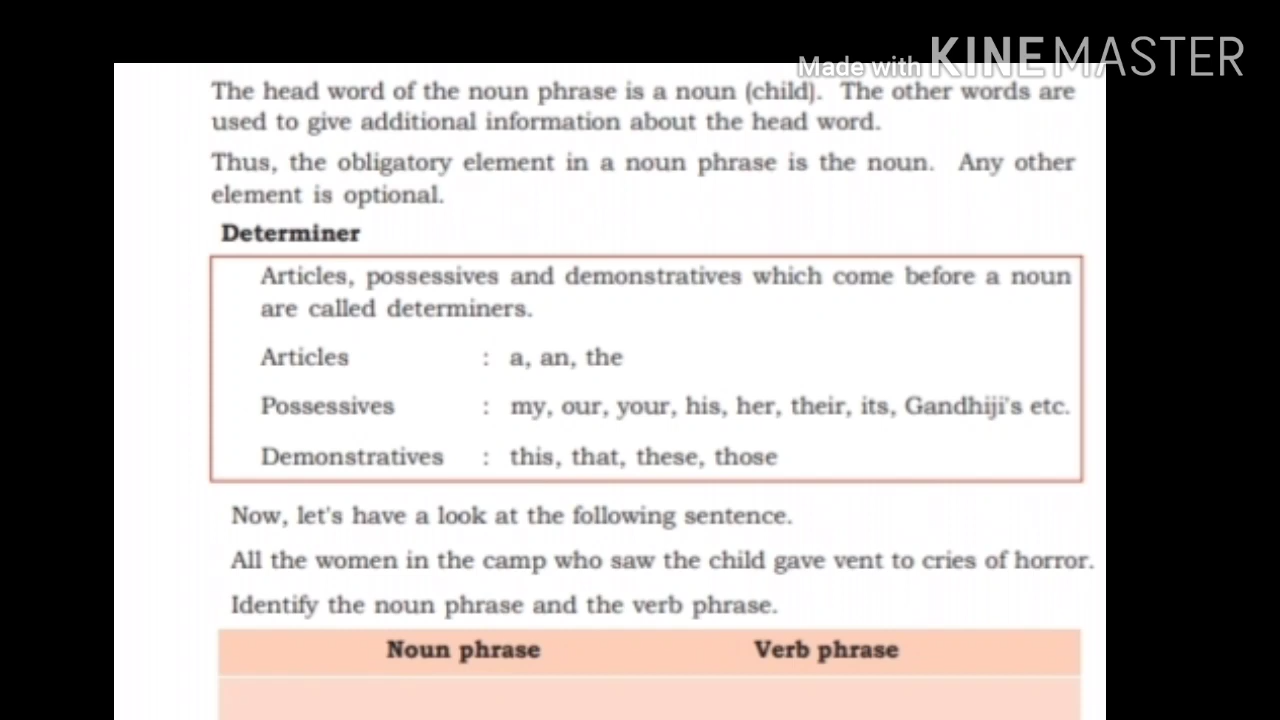 Made with KINEMASTER
The head word of the noun phrase is a noun (child). The other words are
used to give additional information about the head word.
Thus, the obligatory element in a noun phrase is the noun. Any other
element is optional.
Determiner
Articles, possessives and demonstratives which come before a noun
are called determiners.
Articles : a, an, the
Possessives : my, our, your, his, her, their, its, Gandhiji's etc.
Demonstratives : this, that, these, those
Now, let's have a look at the following sentence.
All the women in the camp who saw the child gave vent to cries of horror.
Identify the noun phrase and the verb phrase.
Noun phrase Verb phrase